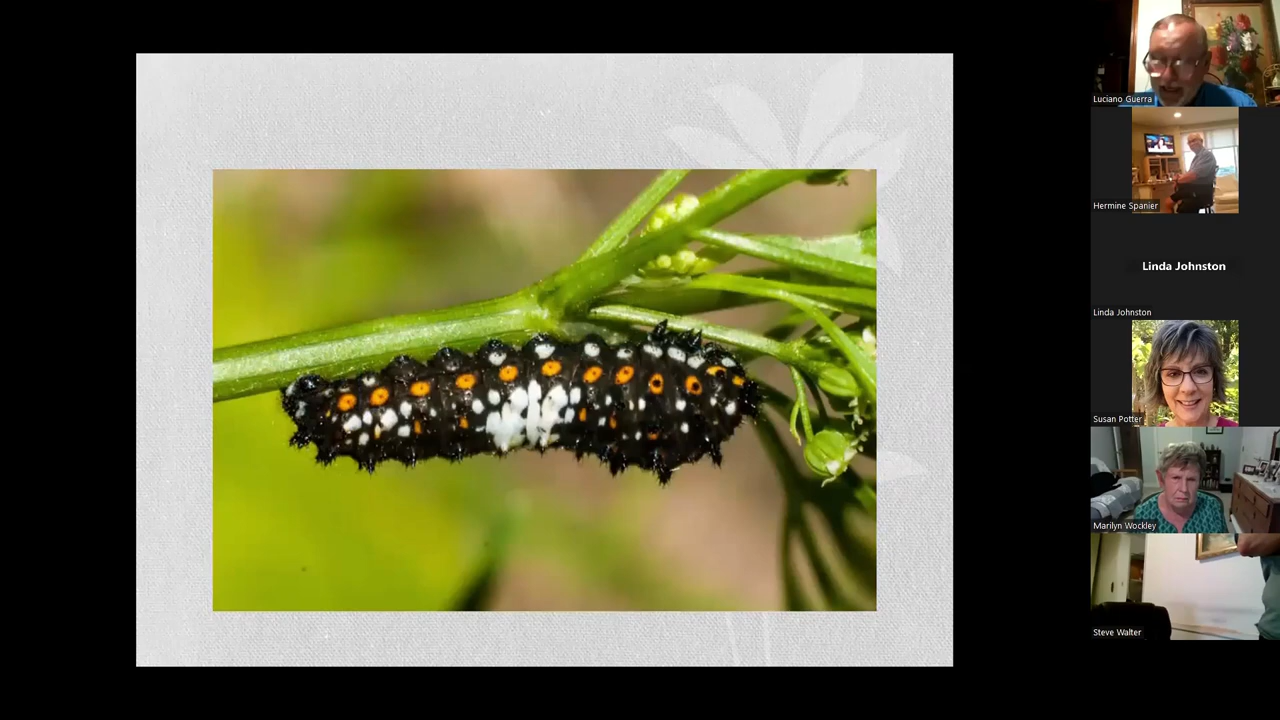 Luciano Guerra
Hermine Spanier
Linda Johnston
Linda Johnston
Susan Potter
Marilyn Wockley
Steve Walter